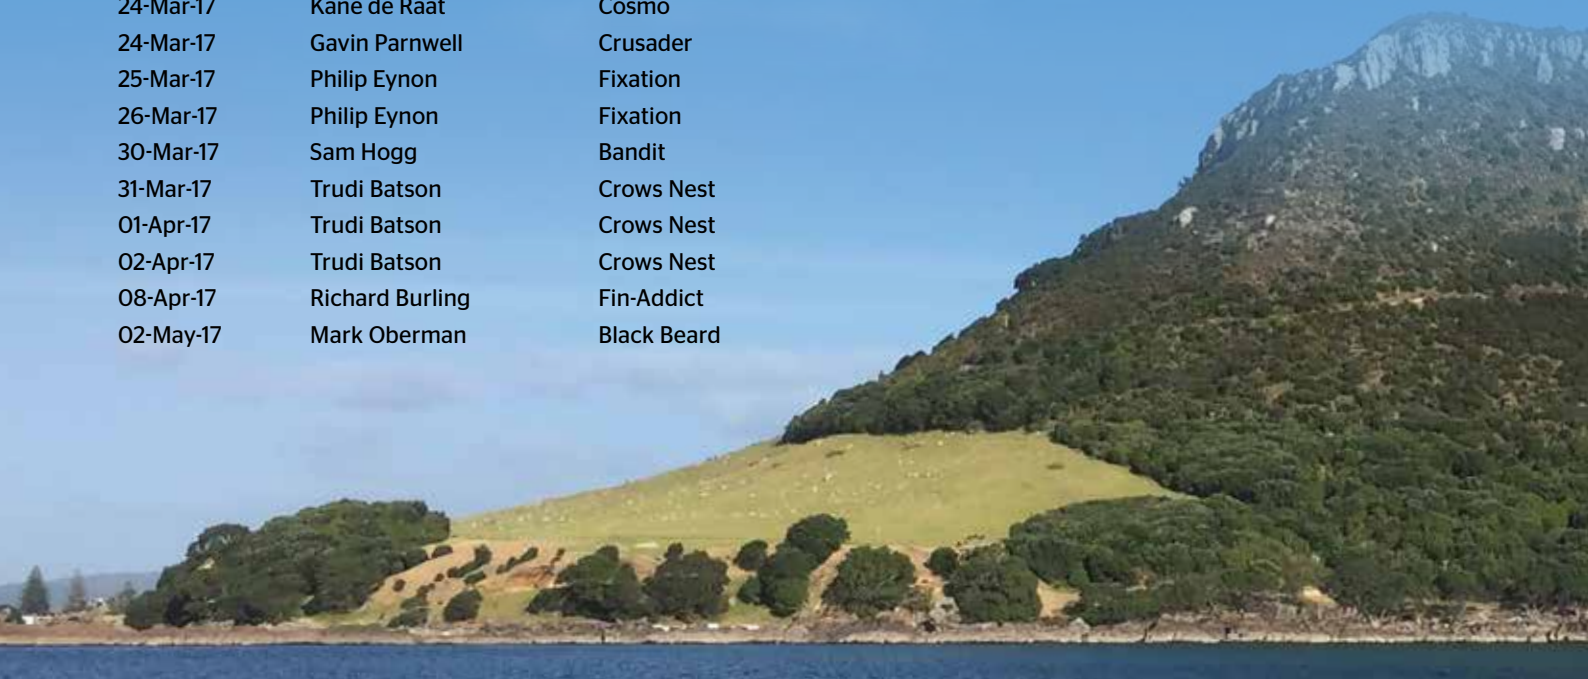 24-Mar-17 Kane de Raat Cosmo
24-Mar-17 Gavin Parnwell Crusader
25-Mar-17 Philip Eynon Fixation
26-Mar-17 Philip Eynon Fixation
30-Mar-17 Sam Hogg Bandit
31-Mar-17 Trudi Batson Crows Nest
01-Apr-17 Trudi Batson Crows Nest
02-Apr-17 Trudi Batson Crows Nest
08-Apr-17 Richard Burling Fin-Addict
02-May-17 Mark Oberman Black Beard